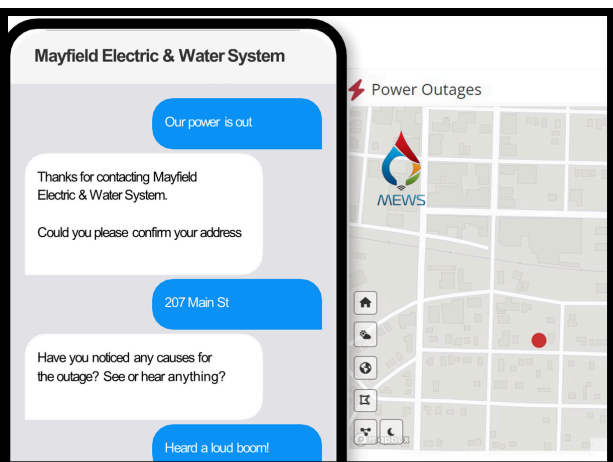 Mayfield Electric & Water System
Our power is out
Thanks for contacting Mayfield
Electric & Water System.
Could you please confirm your address
207 Main St
Have you noticed any causes for
the outage? See or hear anything?
Heard a loud boom!
Power Outages
MEWS
mapbox